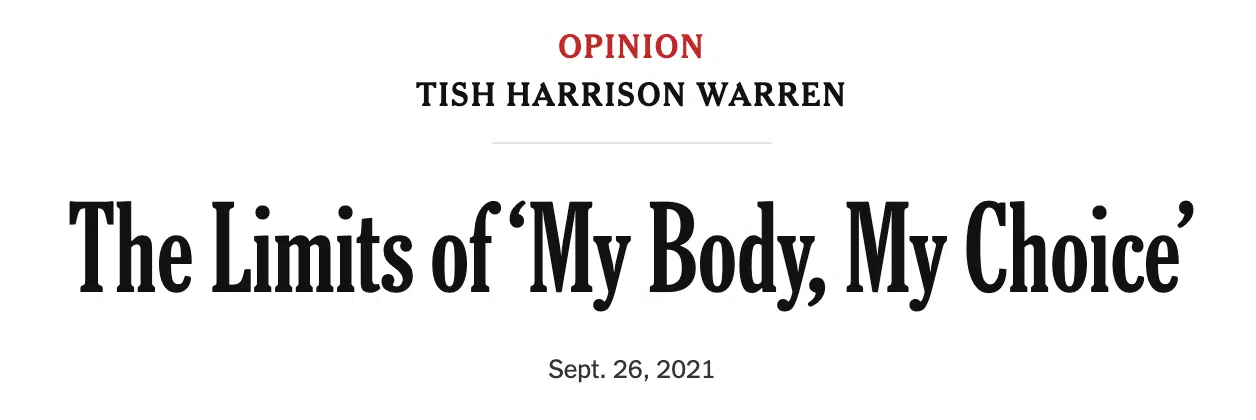 OPINION
TISH HARRISON WARREN
The Limits of ‘My Body, My Choice’
Sept. 26, 2021